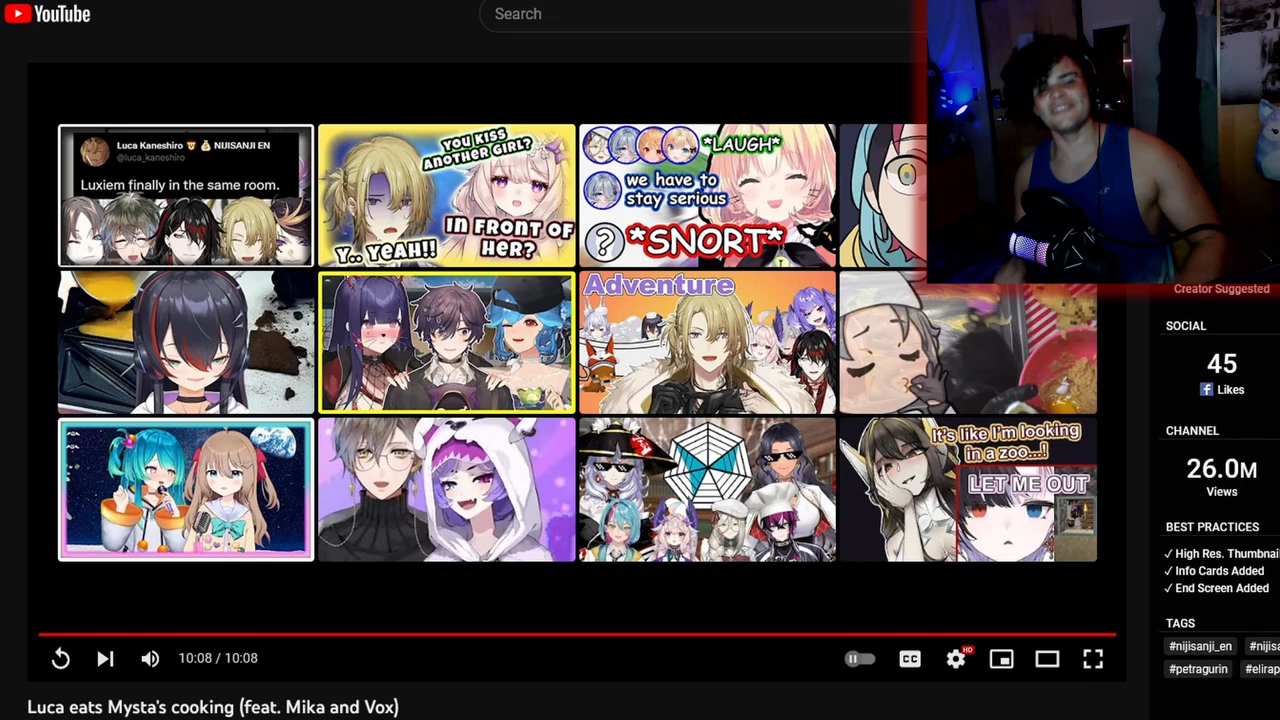 YouTube
Search
Luca Kaneshiro NIJISANJI EN
@luca_kaneshiro
Luxiem finally in the same room.
YOU KISS
ANOTHER GIRL?
IN FRONT OF
HER?
Y.. YEAH!!
*LAUGH*
we have to
stay serious
?
*SNORT*
Adventure
It's like I'm looking
in a zoo...!
LET ME OUT
Creator Suggested
SOCIAL
45
f Likes
CHANNEL
26.0M
Views
BEST PRACTICES
✓ High Res. Thumbnai
✓ Info Cards Added
✓ End Screen Added
TAGS
#nijisanji_en #nijis
#petragurin #elirap
10:08 / 10:08
CC
HD
Luca eats Mysta's cooking (feat. Mika and Vox)